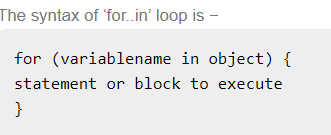 The syntax of ‘for..in’ loop is –
for (variablename in object) {
statement or block to execute
}